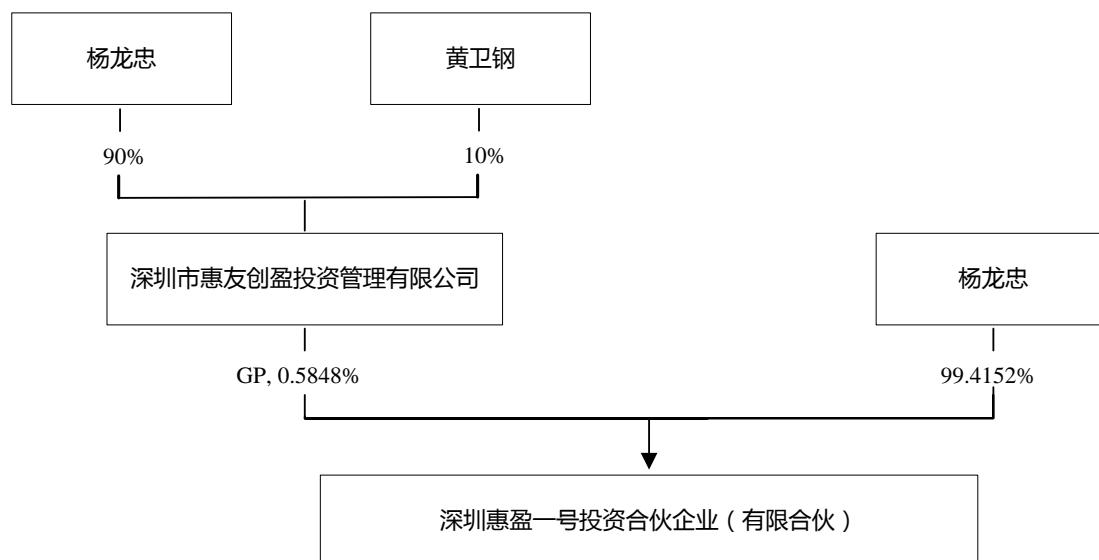 杨龙忠
黄卫钢
90%
10%
深圳市惠友创盈投资管理有限公司
杨龙忠
GP, 0.5848%
99.4152%
深圳惠盈一号投资合伙企业（有限合伙）